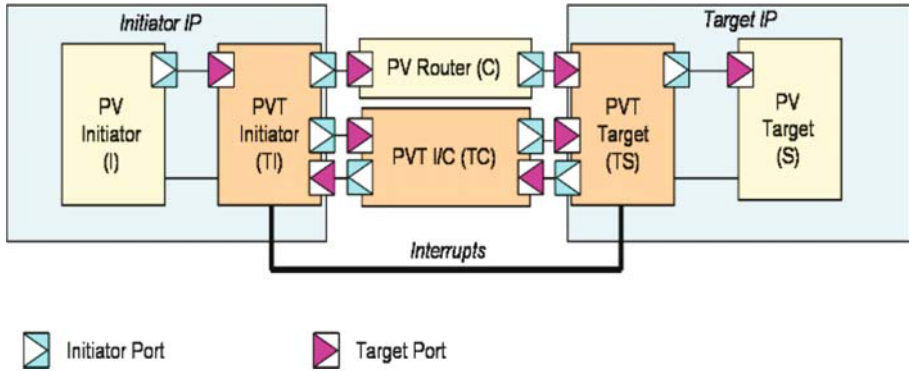 Initiator IP
Target IP
PV Router (C)
PV
Initiator
(I)
PVT
Initiator
(TI)
PVT I/C (TC)
PVT
Target
(TS)
PV
Target
(S)
Interrupts
Initiator Port
Target Port